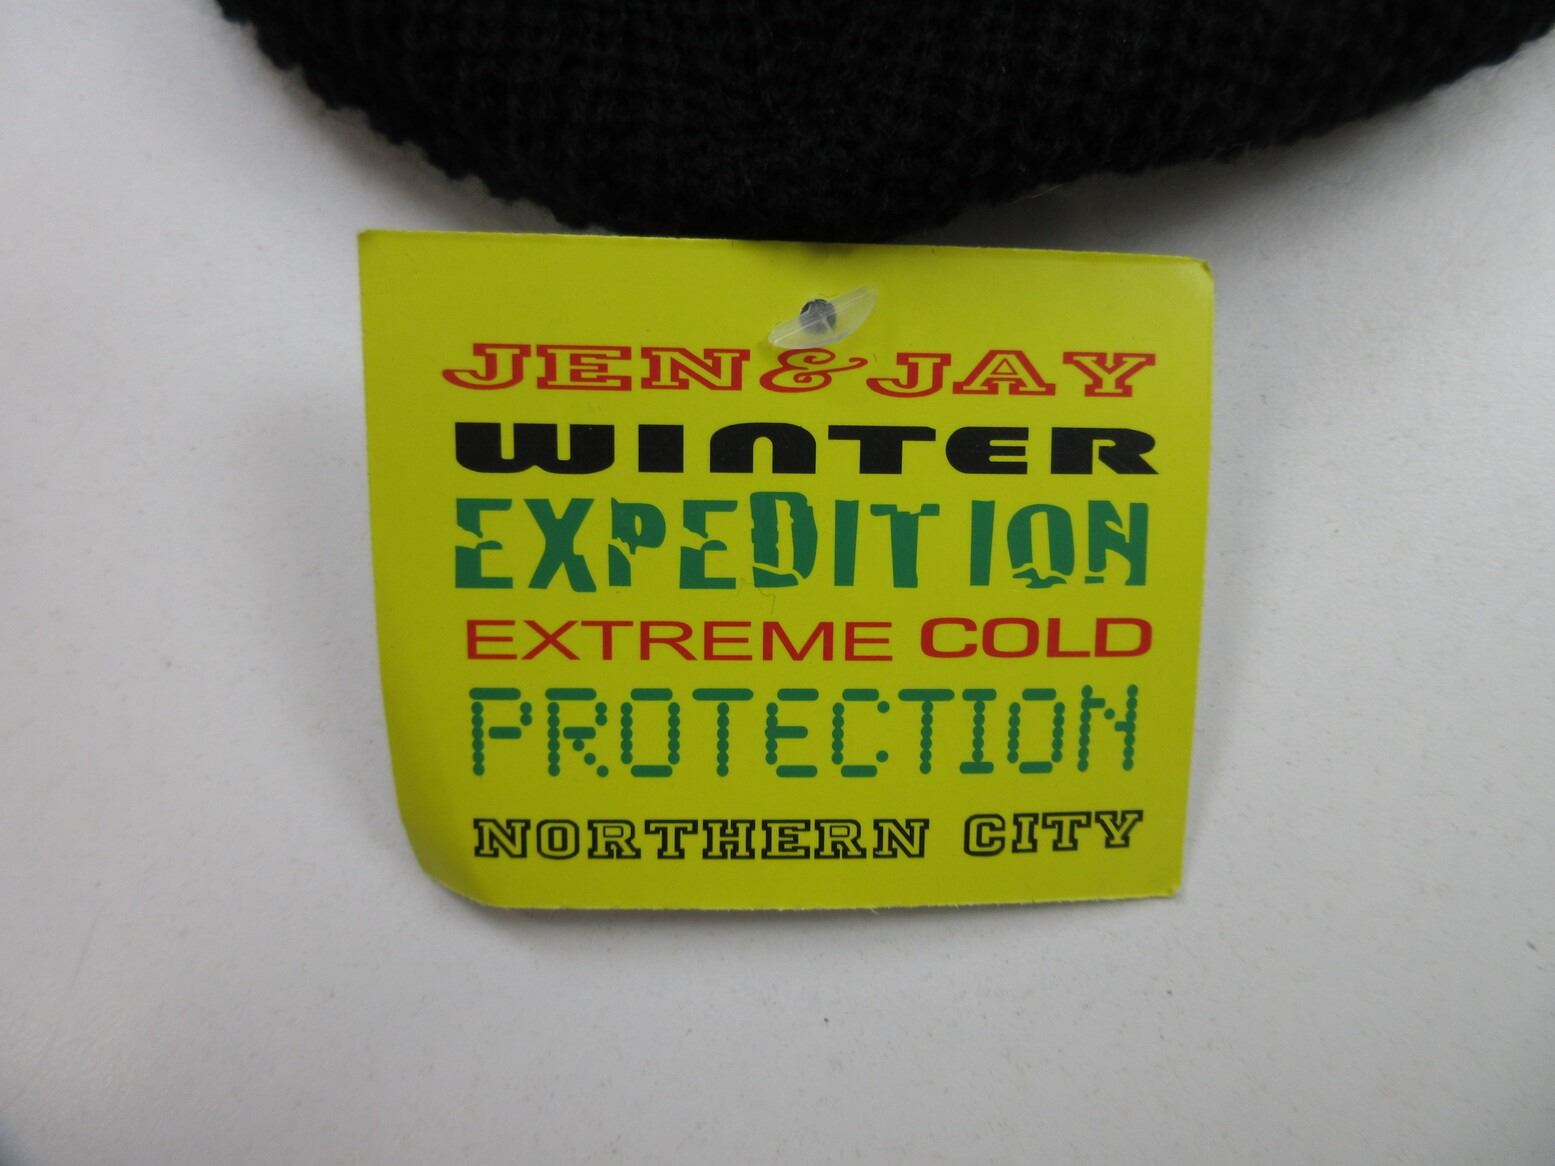 JEN & JAY
WINTER
EXPEDITION
EXTREME COLD
PROTECTION
NORTHERN CITY